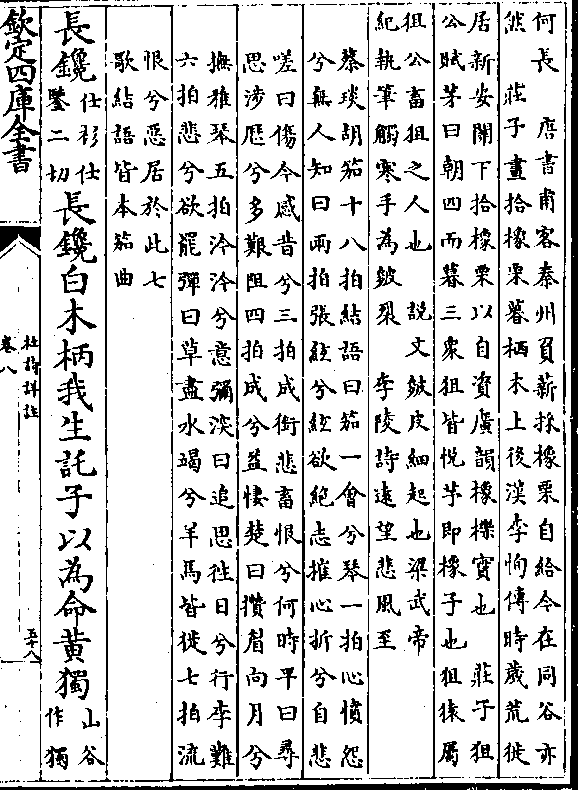 何長　唐書甫客秦州負薪採橡栗自給今在同谷亦
然　莊子晝拾橡栗暮栖木上後漢李恂傳時歲荒徙
居新安關下拾橡栗以自資廣韻橡櫟實也　莊子狙
公賦茅曰朝四而暮三衆狙皆悦芧即橡子也狙猿屬
狙公畜狙之人也　說文皴皮細起也梁武帝
紀執筆觸寒手為皴裂　李陵詩遠望悲風至
蔡琰胡笳十八拍結語曰笳一會兮琴一拍心憤怨
兮無人知曰兩拍張絃兮絃欲絶志摧心折兮自悲
嗟曰傷今感昔兮三拍成銜悲畜恨兮何時平曰尋
思涉歴兮多艱阻四拍成兮益悽楚曰攢眉向月兮
撫雅琴五拍泠泠兮意彌深曰追思往日兮行李難
六拍悲兮欲罷彈曰草盡水竭兮羊馬皆徙七拍流
恨兮惡居於此七
歌結語皆本笳曲
長鑱仕衫仕鑒二切長鑱白木柄我生託子以為命黄獨山谷作獨
欽定四庫全書
杜詩詳註
卷八
五十八